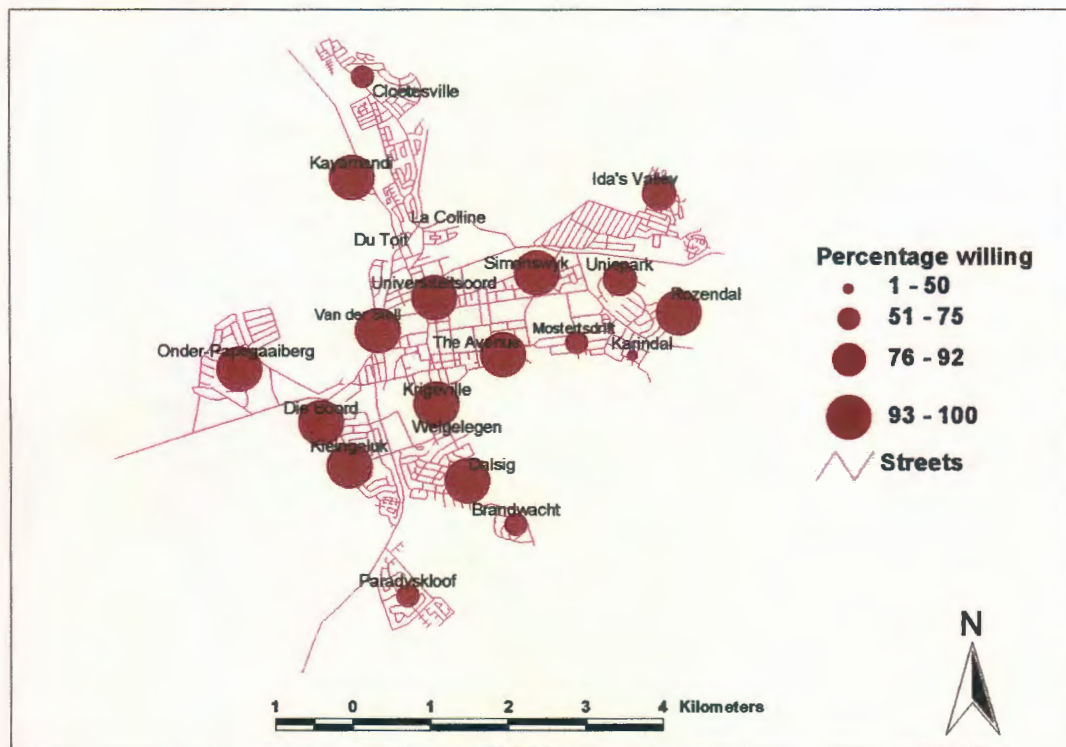 Cloetesville
Kayamandi
Ida's Valley
La Colline
Du Toit
Simonswyk
Uniepark
Universiteitsoord
Rozendal
Van der Stell
Mostertsdrift
The Avenue
Karindal
Onder-Papegaaiberg
Krigeville
Die Boord
Welgelegen
Kleingeluk
Dalsig
Brandwacht
Paradyskloof
Percentage willing
1 - 50
51 - 75
76 - 92
93 - 100
Streets
N
1 0 1 2 3 4 Kilometers